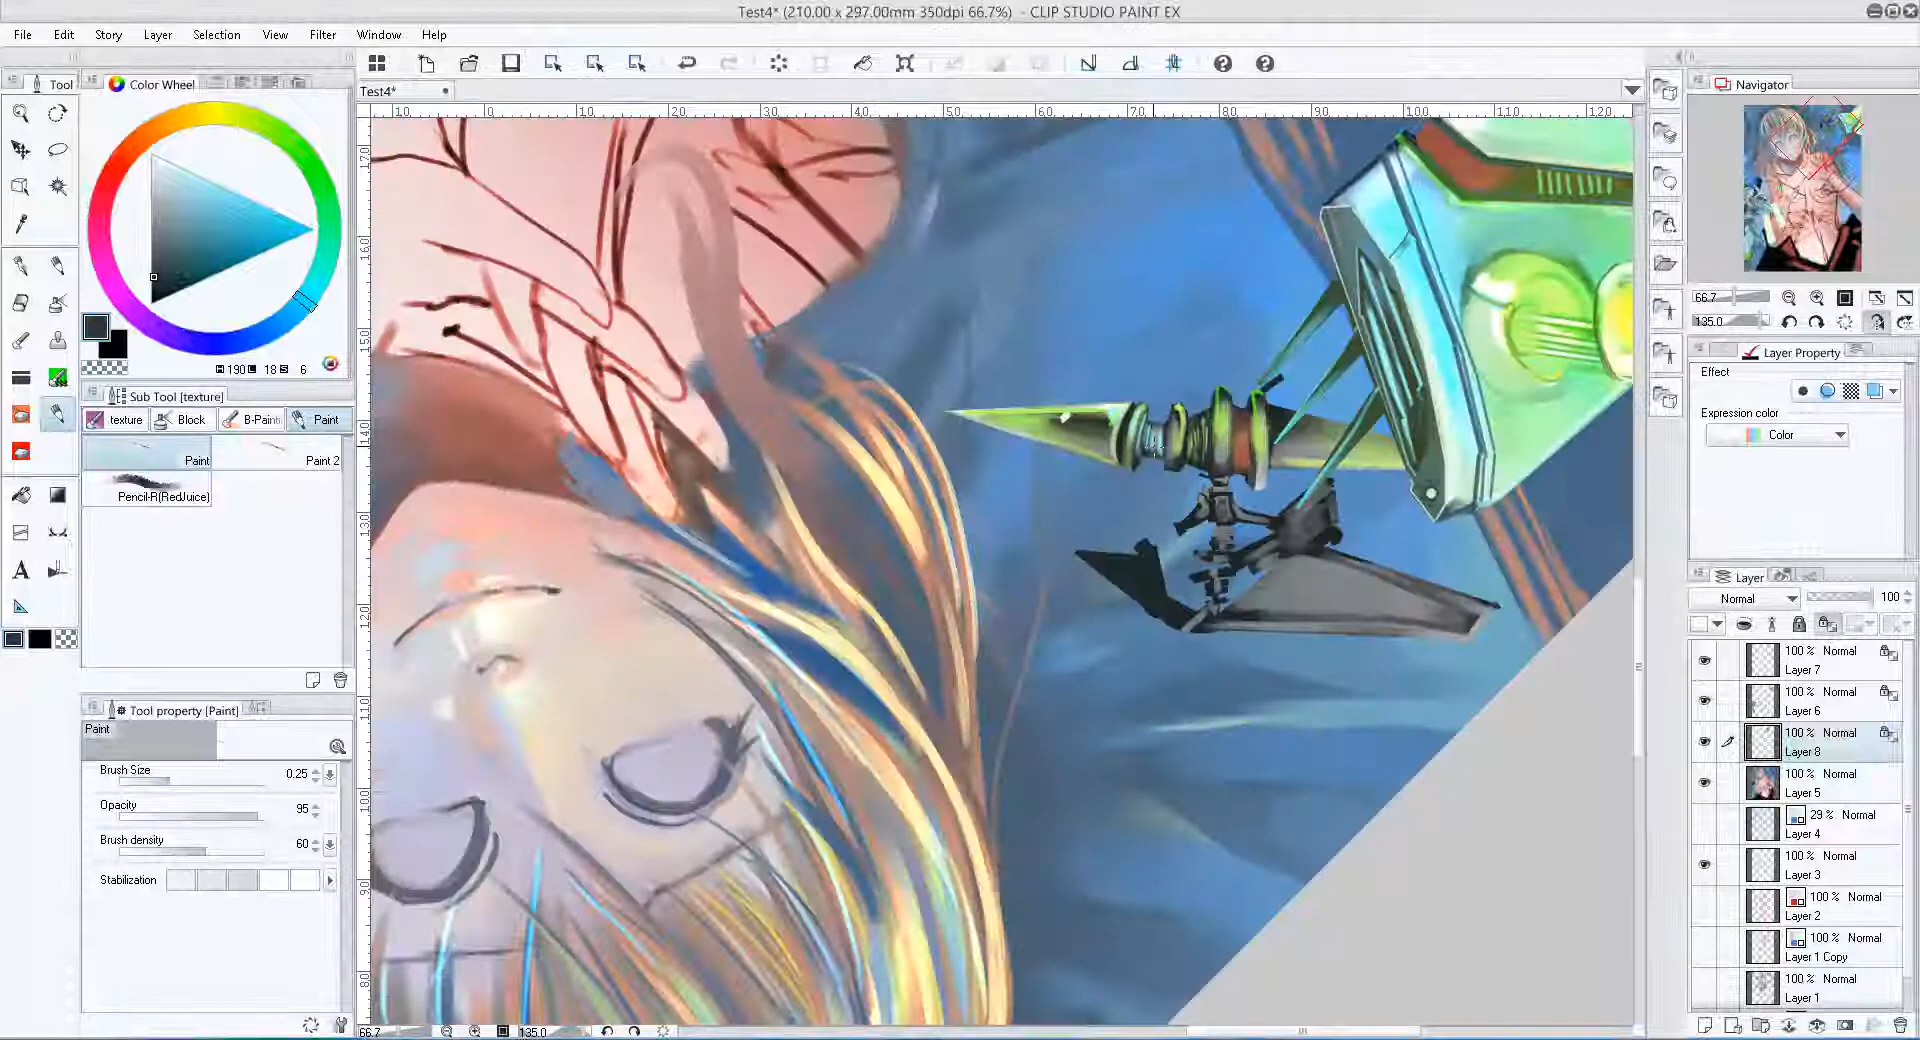 Test4* (210.00 x 297.00mm 350dpi 66.7%) - CLIP STUDIO PAINT EX
File Edit Story Layer Selection View Filter Window Help
Tool
Color Wheel
Test4*
Navigator
66.7
135.0
190 18 6
Sub Tool [texture]
texture Block B-Paint Paint
Paint
Paint 2
Pencil-R(RedJuice)
Tool property [Paint]
Paint
Brush Size 0.25
Opacity 95
Brush density 60
Stabilization
66.7 135.0
Layer Property
Effect
Expression color
Color
Layer
Normal 100
100 % Normal
Layer 7
100 % Normal
Layer 6
100 % Normal
Layer 8
100 % Normal
Layer 5
29 % Normal
Layer 4
100 % Normal
Layer 3
100 % Normal
Layer 2
100 % Normal
Layer 1 Copy
100 % Normal
Layer 1